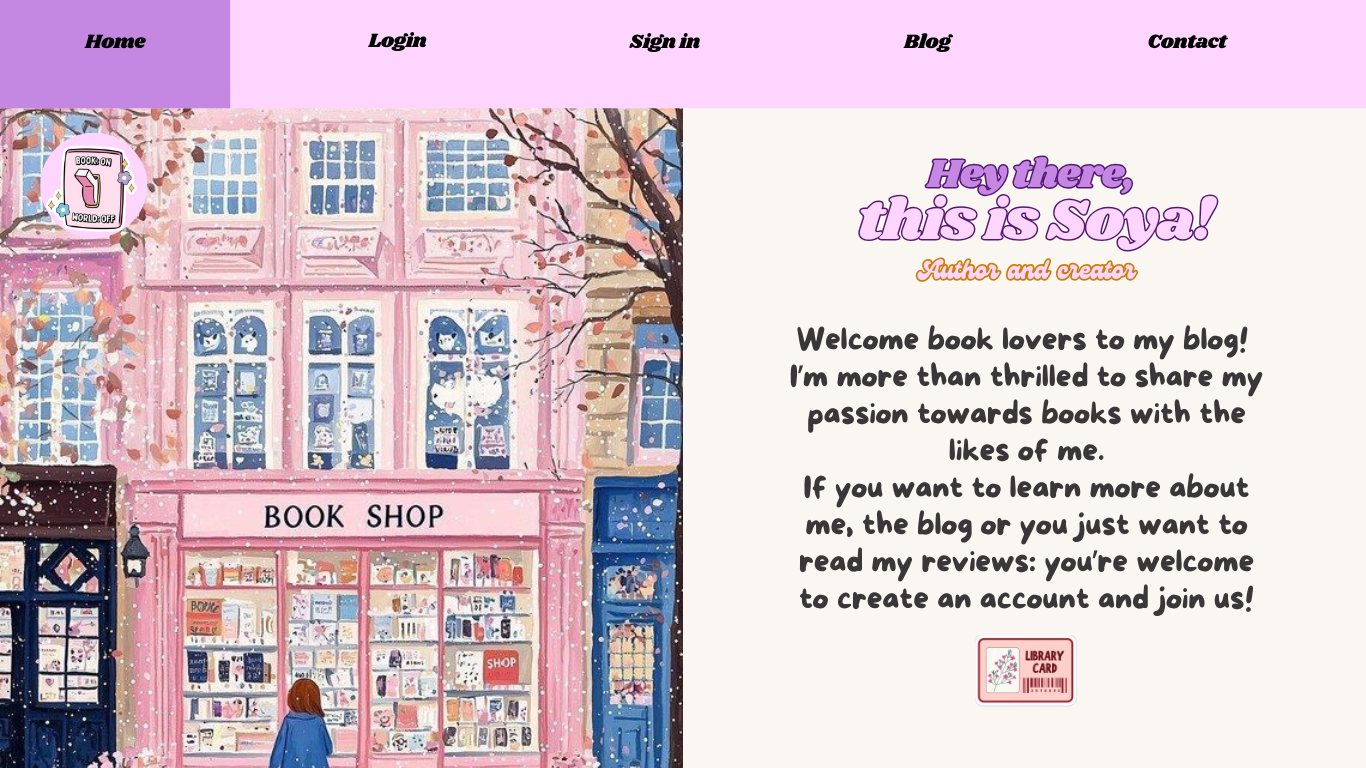 Home
Login
Sign in
Blog
Contact
BOOK: ON
WORLD: OFF
BOOK SHOP
SHOP
Hey there,
this is Soya!
Author and creator
Welcome book lovers to my blog!
I'm more than thrilled to share my
passion towards books with the
likes of me.
If you want to learn more about
me, the blog or you just want to
read my reviews: you're welcome
to create an account and join us!
LIBRARY
CARD